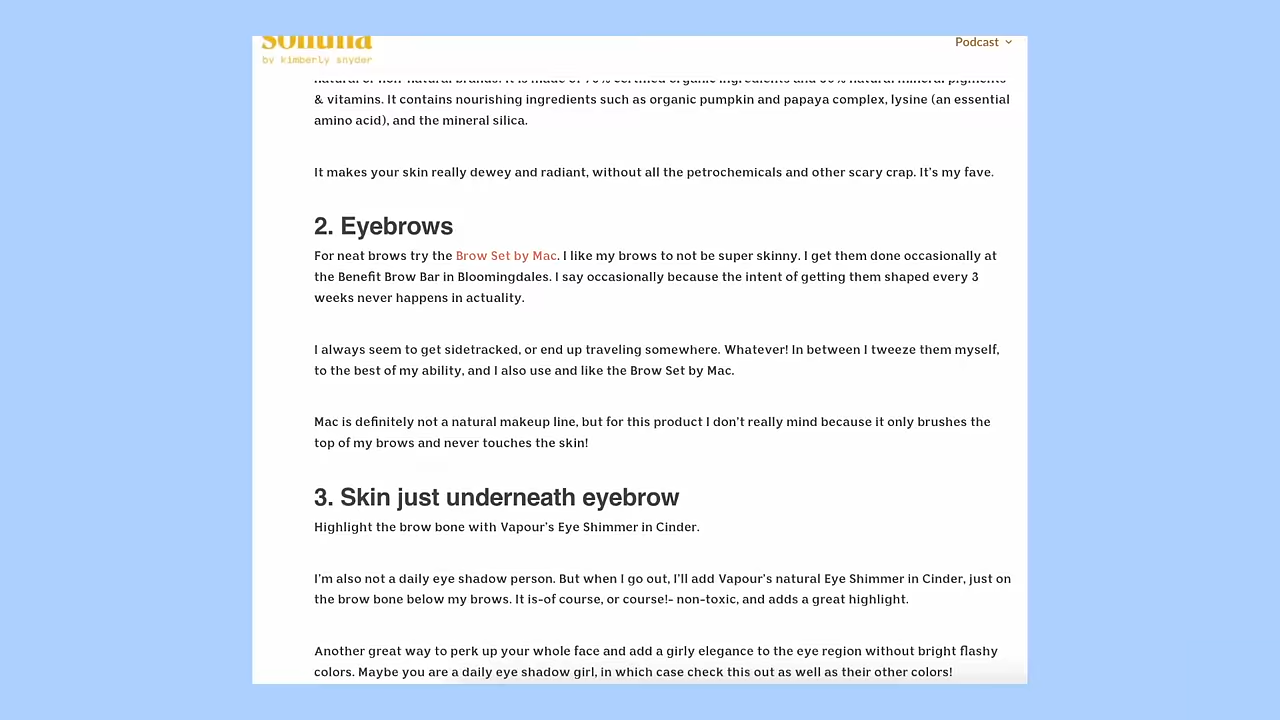 solluna
by kimberly snyder
Podcast
natural or non-natural brands. It is made of 70% certified organic ingredients and 30% natural mineral pigments
& vitamins. It contains nourishing ingredients such as organic pumpkin and papaya complex, lysine (an essential
amino acid), and the mineral silica.
It makes your skin really dewey and radiant, without all the petrochemicals and other scary crap. It's my fave.
2. Eyebrows
For neat brows try the Brow Set by Mac. I like my brows to not be super skinny. I get them done occasionally at
the Benefit Brow Bar in Bloomingdales. I say occasionally because the intent of getting them shaped every 3
weeks never happens in actuality.
I always seem to get sidetracked, or end up traveling somewhere. Whatever! In between I tweeze them myself,
to the best of my ability, and I also use and like the Brow Set by Mac.
Mac is definitely not a natural makeup line, but for this product I don't really mind because it only brushes the
top of my brows and never touches the skin!
3. Skin just underneath eyebrow
Highlight the brow bone with Vapour's Eye Shimmer in Cinder.
I'm also not a daily eye shadow person. But when I go out, I'll add Vapour's natural Eye Shimmer in Cinder, just on
the brow bone below my brows. It is-of course, or course!- non-toxic, and adds a great highlight.
Another great way to perk up your whole face and add a girly elegance to the eye region without bright flashy
colors. Maybe you are a daily eye shadow girl, in which case check this out as well as their other colors!